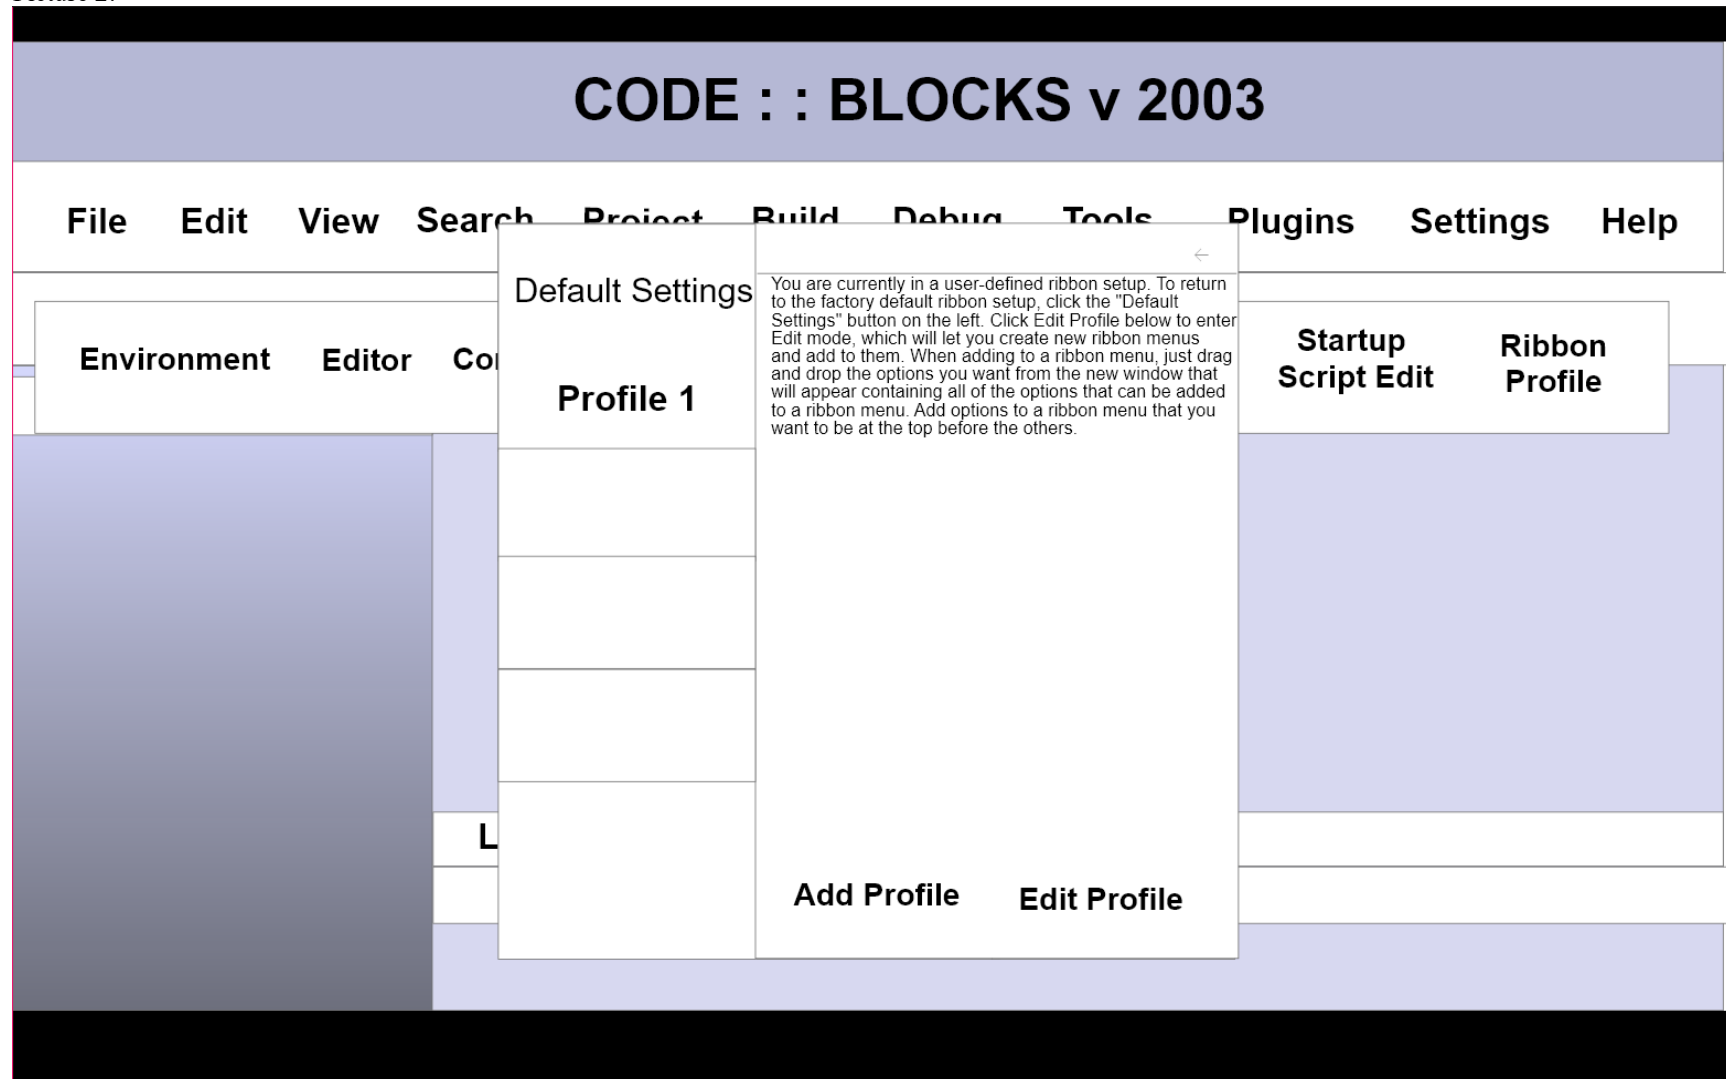 CODE : : BLOCKS v 2003
File Edit View Search Project Build Debug Tools Plugins Settings Help
Default Settings
You are currently in a user-defined ribbon setup. To return
to the factory default ribbon setup, click the "Default
Settings" button on the left. Click Edit Profile below to enter
Edit mode, which will let you create new ribbon menus
and add to them. When adding to a ribbon menu, just drag
and drop the options you want from the new window that
will appear containing all of the options that can be added
to a ribbon menu. Add options to a ribbon menu that you
want to be at the top before the others.
Environment Editor
Profile 1
Startup
Script Edit
Ribbon
Profile
L
Add Profile Edit Profile